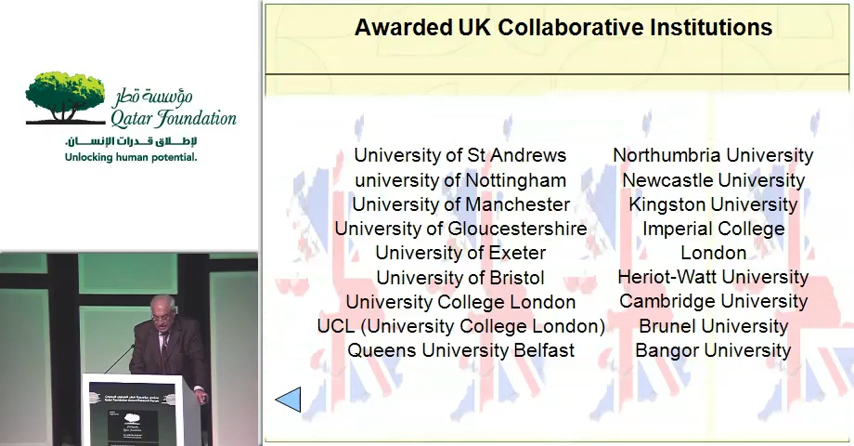 مؤسسة قطر
Qatar Foundation
لإطلاق قدرات الإنسان.
Unlocking human potential.
Awarded UK Collaborative Institutions
University of St Andrews
university of Nottingham
University of Manchester
University of Gloucestershire
University of Exeter
University of Bristol
University College London
UCL (University College London)
Queens University Belfast
Northumbria University
Newcastle University
Kingston University
Imperial College
London
Heriot-Watt University
Cambridge University
Brunel University
Bangor University